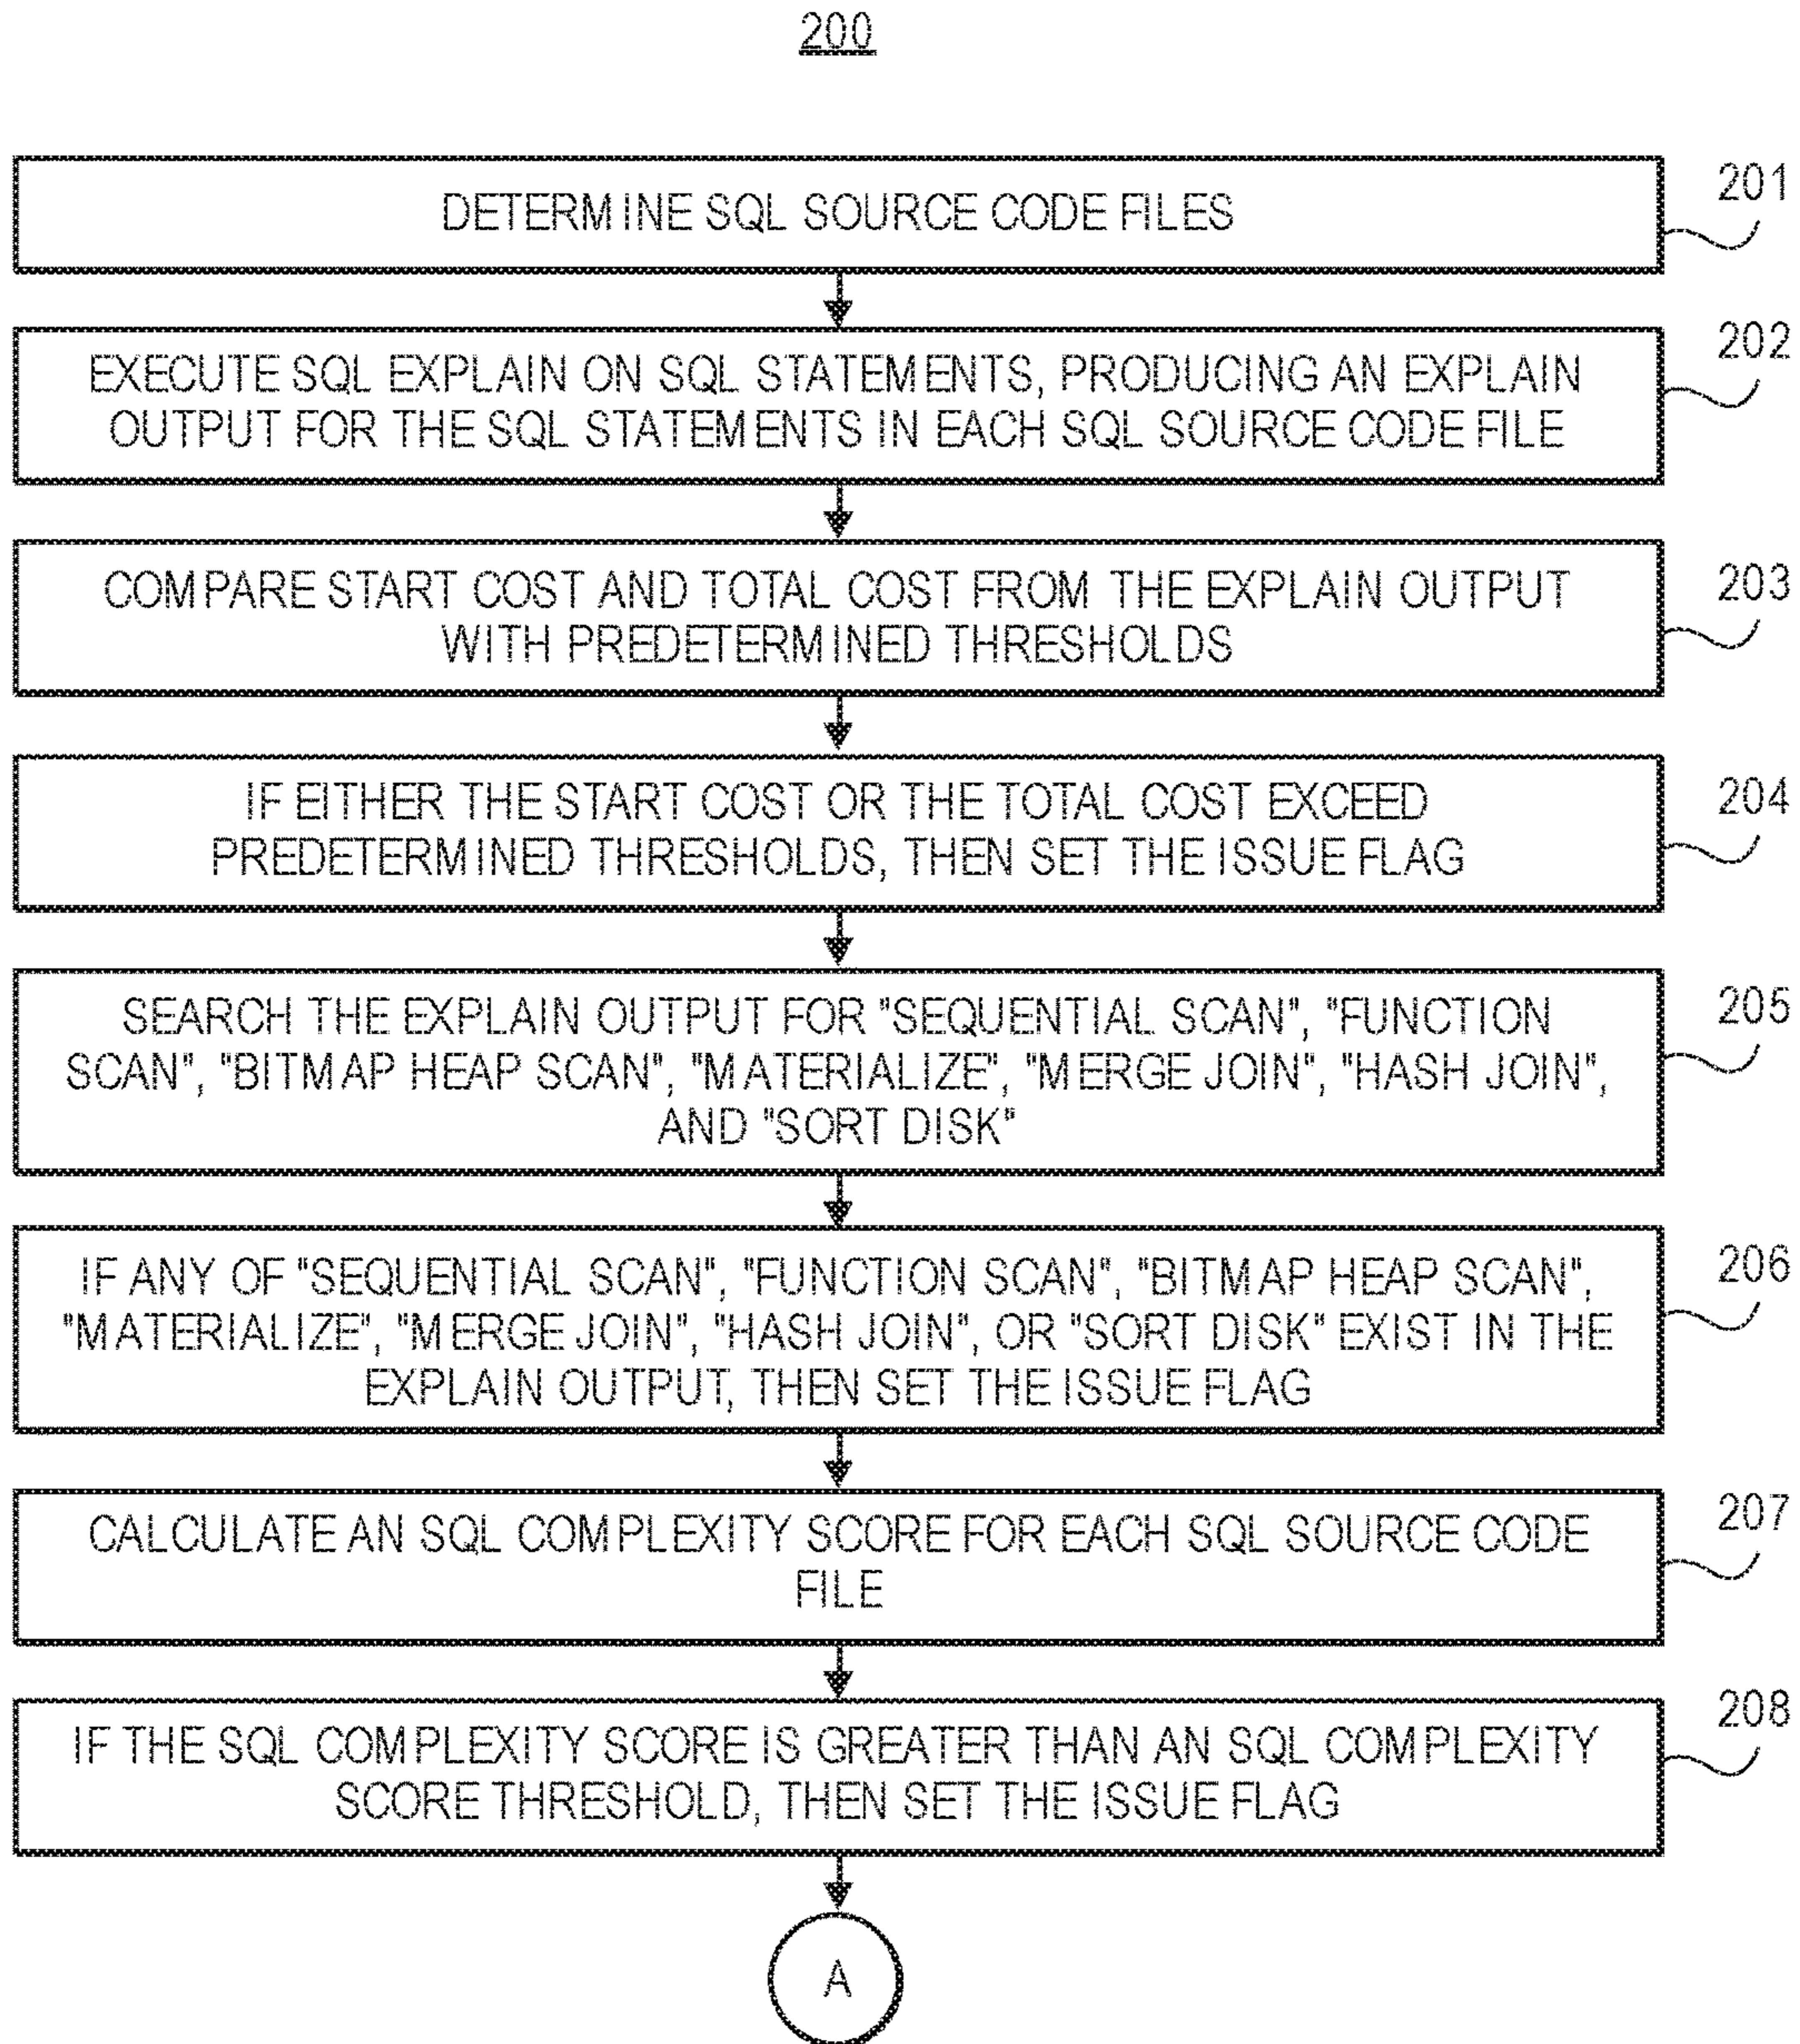 200
DETERMINE SQL SOURCE CODE FILES
201
EXECUTE SQL EXPLAIN ON SQL STATEMENTS, PRODUCING AN EXPLAIN
OUTPUT FOR THE SQL STATEMENTS IN EACH SQL SOURCE CODE FILE
202
COMPARE START COST AND TOTAL COST FROM THE EXPLAIN OUTPUT
WITH PREDETERMINED THRESHOLDS
203
IF EITHER THE START COST OR THE TOTAL COST EXCEED
PREDETERMINED THRESHOLDS, THEN SET THE ISSUE FLAG
204
SEARCH THE EXPLAIN OUTPUT FOR "SEQUENTIAL SCAN", "FUNCTION
SCAN", "BITMAP HEAP SCAN", "MATERIALIZE", "MERGE JOIN", "HASH JOIN",
AND "SORT DISK"
205
IF ANY OF "SEQUENTIAL SCAN", "FUNCTION SCAN", "BITMAP HEAP SCAN",
"MATERIALIZE", "MERGE JOIN", "HASH JOIN", OR "SORT DISK" EXIST IN THE
EXPLAIN OUTPUT, THEN SET THE ISSUE FLAG
206
CALCULATE AN SQL COMPLEXITY SCORE FOR EACH SQL SOURCE CODE
FILE
207
IF THE SQL COMPLEXITY SCORE IS GREATER THAN AN SQL COMPLEXITY
SCORE THRESHOLD, THEN SET THE ISSUE FLAG
208
A